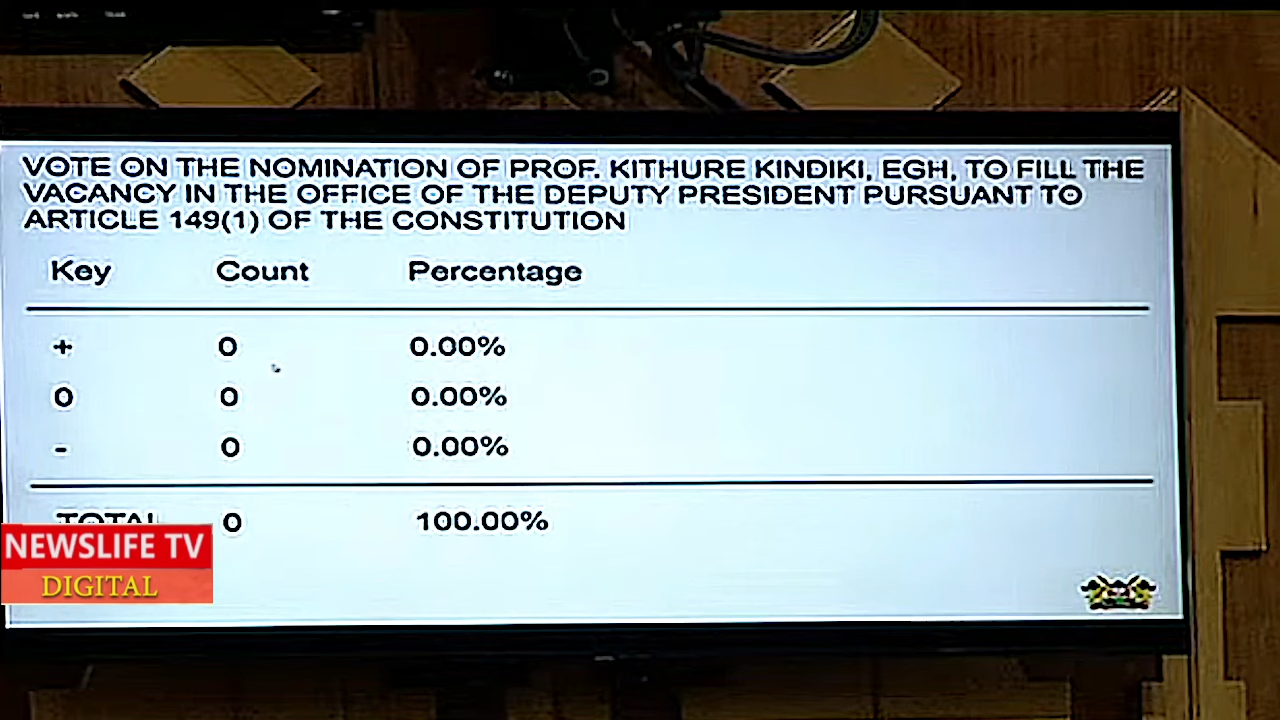 VOTE ON THE NOMINATION OF PROF. KITHURE KINDIKI, EGH, TO FILL THE
VACANCY IN THE OFFICE OF THE DEPUTY PRESIDENT PURSUANT TO
ARTICLE 149(1) OF THE CONSTITUTION
Key Count Percentage
+ 0 0.00%
0 0 0.00%
- 0 0.00%
TOTAL 0 100.00%
NEWSLIFE TV
DIGITAL